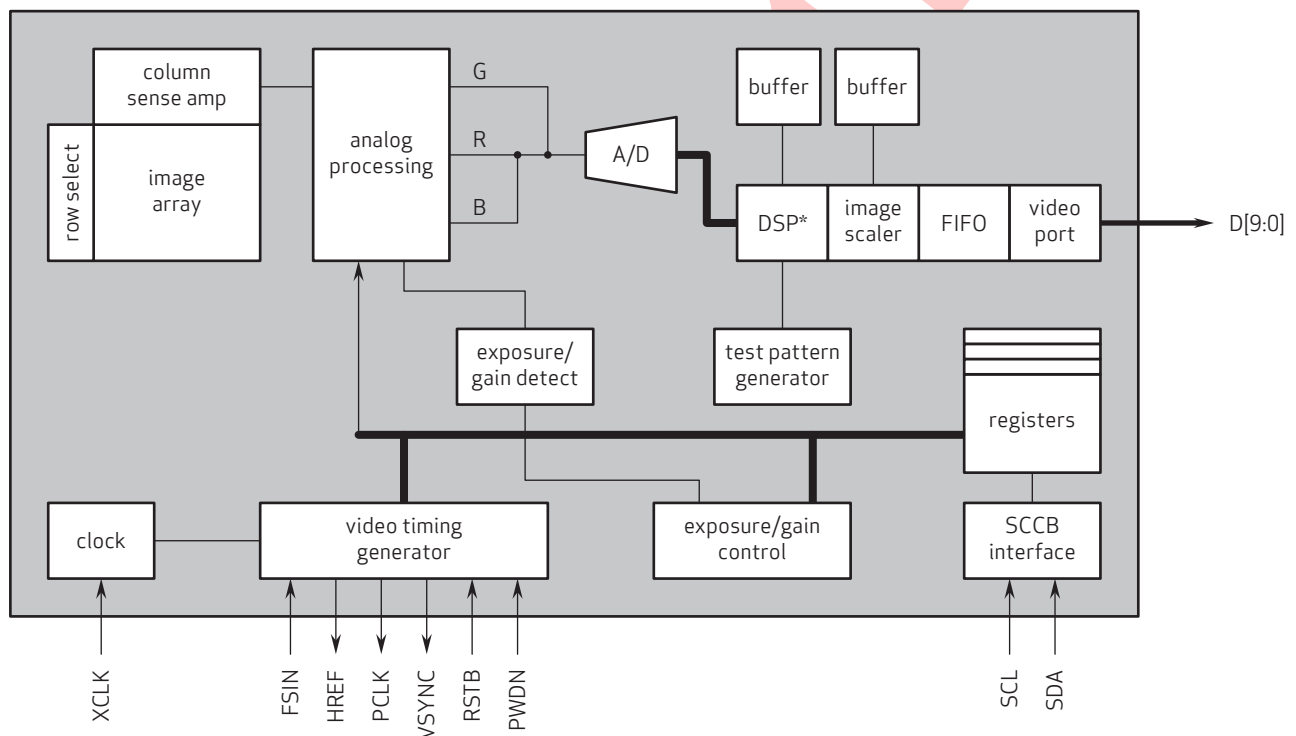 column
sense amp
row select
image
array
analog
processing
G
R
B
A/D
buffer
buffer
DSP*
image
scaler
FIFO
video
port
D[9:0]
exposure/
gain detect
test pattern
generator
registers
clock
video timing
generator
exposure/gain
control
SCCB
interface
XCLK
FSIN
HREF
PCLK
VSYNC
RSTB
PWDN
SCL
SDA